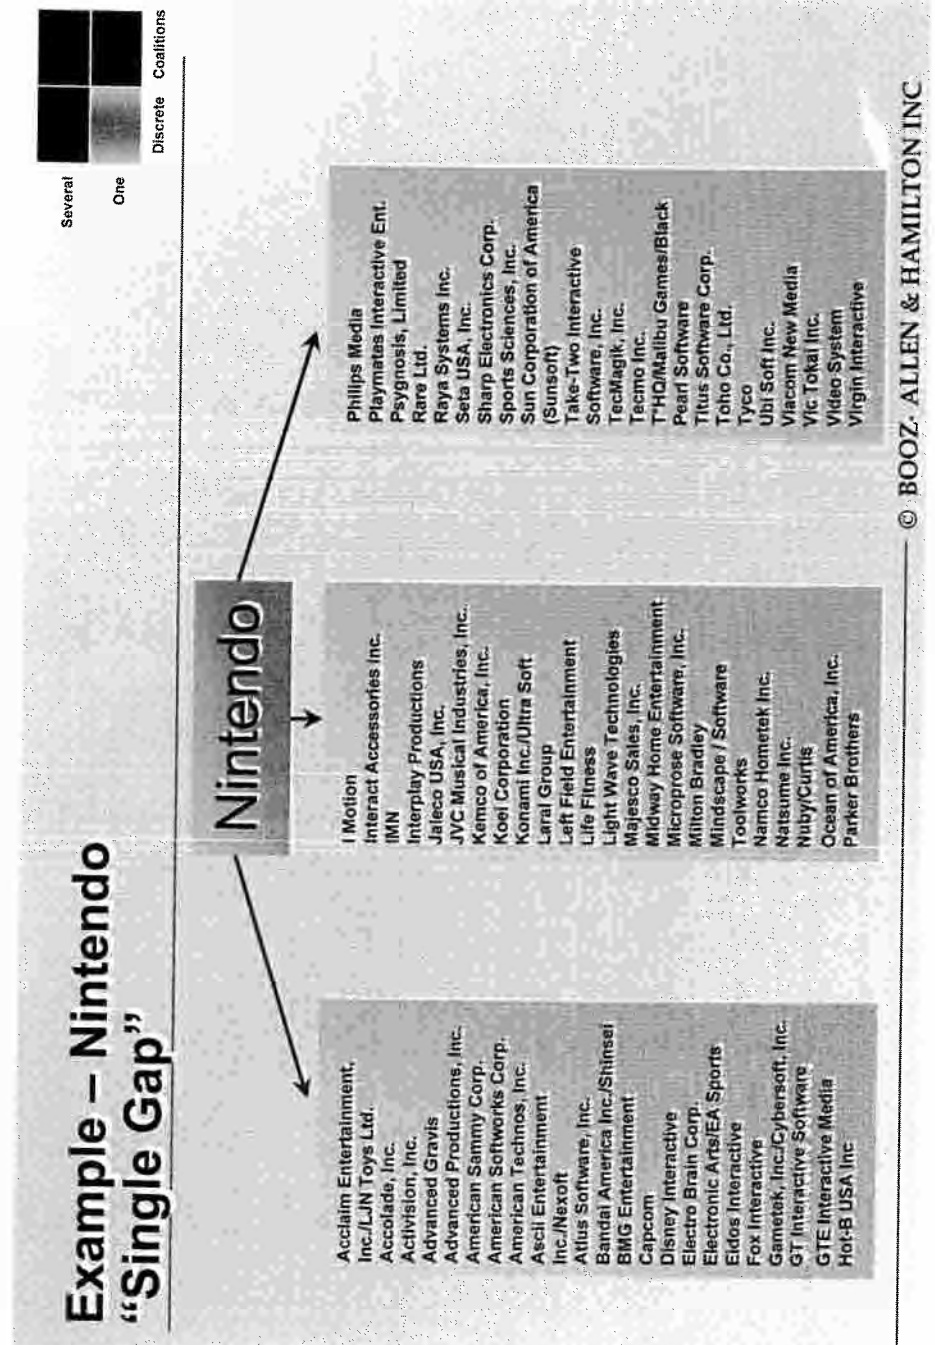 Example – Nintendo
“Single Gap”
Several
One
Discrete
Coalitions
Nintendo
Acclaim Entertainment,
Inc./LJN Toys Ltd.
Accolade, Inc.
Activision, Inc.
Advanced Gravis
Advanced Productions, Inc.
American Sammy Corp.
American Softworks Corp.
American Technos, Inc.
Ascii Entertainment
Inc./Nexoft
Atlus Software, Inc.
Bandai America Inc./Shinsei
BMG Entertainment
Capcom
Disney Interactive
Electro Brain Corp.
Electronic Arts/EA Sports
Eidos Interactive
Fox Interactive
Gametek, Inc./Cybersoft, Inc.
GT Interactive Software
GTE Interactive Media
Hot-B USA Inc
I Motion
Interact Accessories Inc.
IMN
Interplay Productions
Jaleco USA, Inc.
JVC Musical Industries, Inc.
Kemco of America, Inc.
Koei Corporation
Konami Inc./Ultra Soft
Laral Group
Left Field Entertainment
Life Fitness
Light Wave Technologies
Majesco Sales, Inc.
Midway Home Entertainment
Microprose Software, Inc.
Milton Bradley
Mindscape / Software
Toolworks
Namco Hometek Inc.
Natsume Inc.
Nuby/Curtis
Ocean of America, Inc.
Parker Brothers
Philips Media
Playmates Interactive Ent.
Psygnosis, Limited
Rare Ltd.
Raya Systems Inc.
Seta USA, Inc.
Sharp Electronics Corp.
Sports Sciences, Inc.
Sun Corporation of America
(Sunsoft)
Take-Two Interactive
Software, Inc.
TecMagik, Inc.
Tecmo Inc.
T*HQ/Malibu Games/Black
Pearl Software
Titus Software Corp.
Toho Co., Ltd.
Tyco
Ubi Soft Inc.
Viacom New Media
Vic Tokai Inc.
Video System
Virgin Interactive
© BOOZ· ALLEN & HAMILTON INC